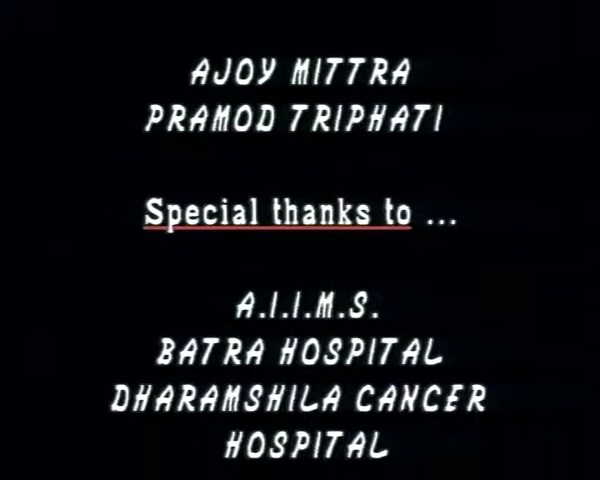 AJOY MITTRA
PRAMOD TRIPHATI
Special thanks to ...
A.I.I.M.S.
BATRA HOSPITAL
DHARAMSHILA CANCER
HOSPITAL